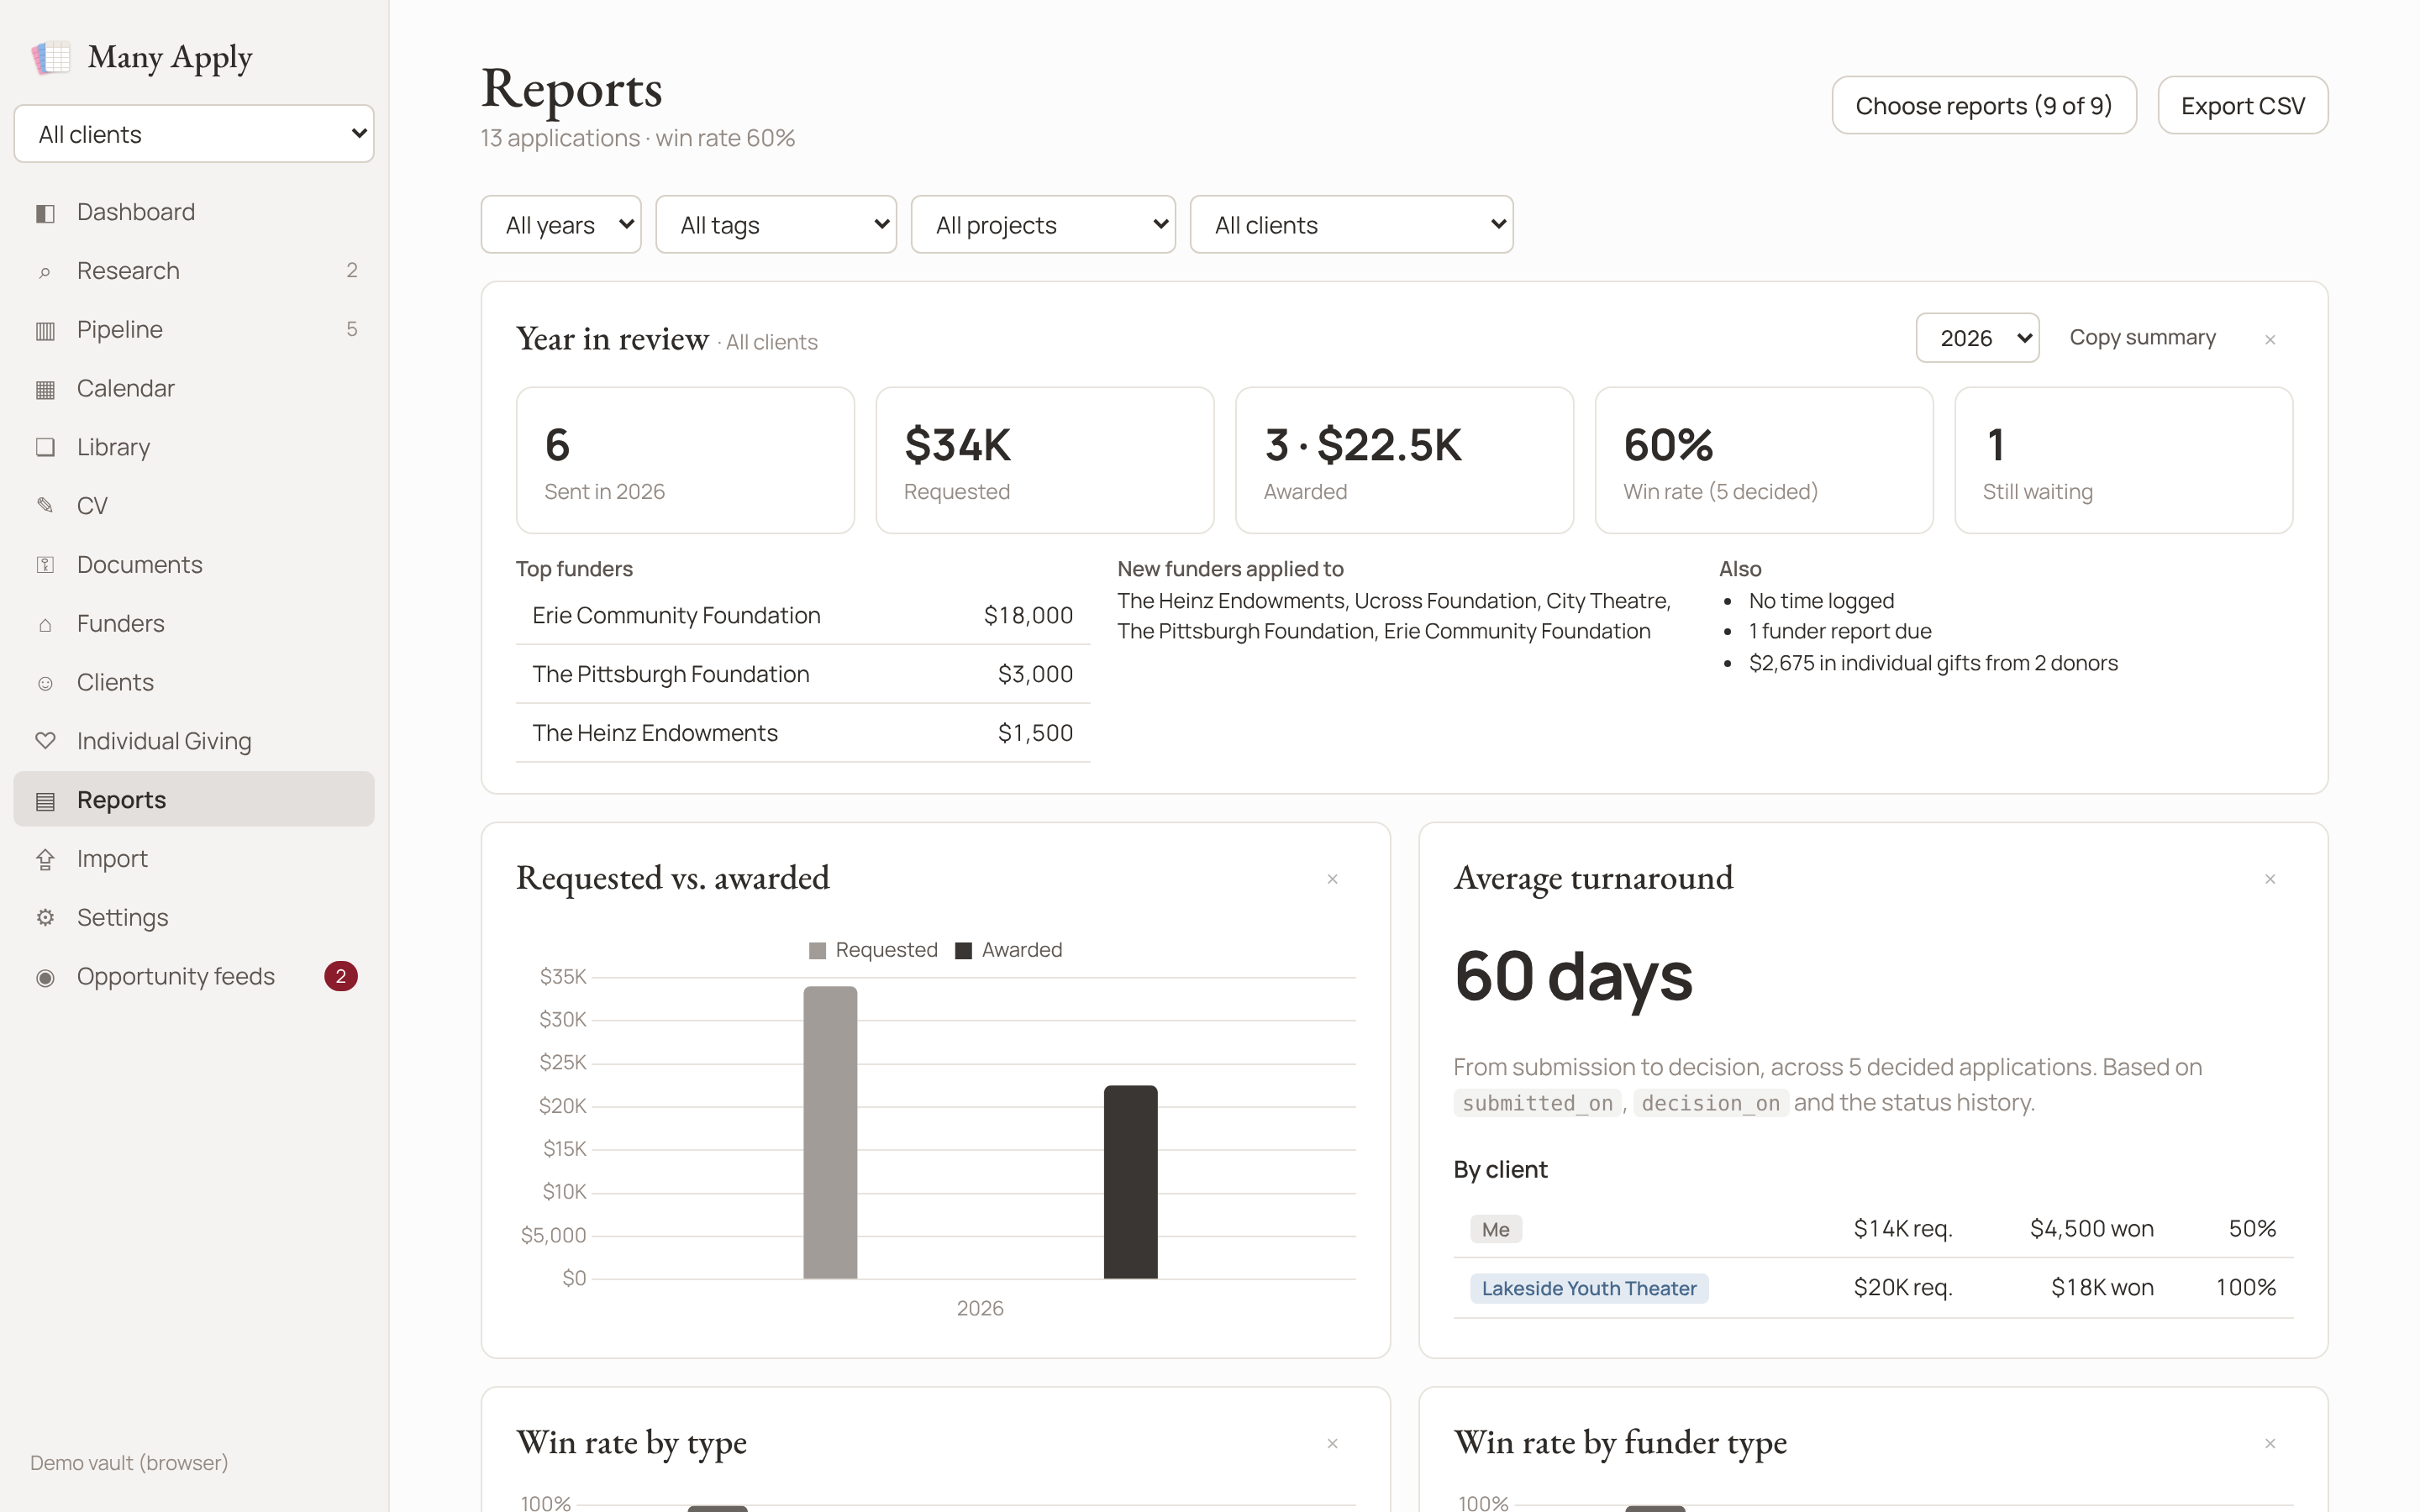 Many Apply
All clients
Dashboard
Research 2
Pipeline 5
Calendar
Library
CV
Documents
Funders
Clients
Individual Giving
Reports
Import
Settings
Opportunity feeds 2
Demo vault (browser)
Reports
13 applications · win rate 60%
Choose reports (9 of 9)
Export CSV
All years
All tags
All projects
All clients
Year in review · All clients
2026
Copy summary
×
6
Sent in 2026
$34K
Requested
3 · $22.5K
Awarded
60%
Win rate (5 decided)
1
Still waiting
Top funders
Erie Community Foundation $18,000
The Pittsburgh Foundation $3,000
The Heinz Endowments $1,500
New funders applied to
The Heinz Endowments, Ucross Foundation, City Theatre,
The Pittsburgh Foundation, Erie Community Foundation
Also
• No time logged
• 1 funder report due
• $2,675 in individual gifts from 2 donors
Requested vs. awarded ×
Requested Awarded
$35K
$30K
$25K
$20K
$15K
$10K
$5,000
$0
2026
Average turnaround ×
60 days
From submission to decision, across 5 decided applications. Based on
submitted_on, decision_on and the status history.
By client
Me $14K req. $4,500 won 50%
Lakeside Youth Theater $20K req. $18K won 100%
Win rate by type ×
100%
Win rate by funder type ×
100%